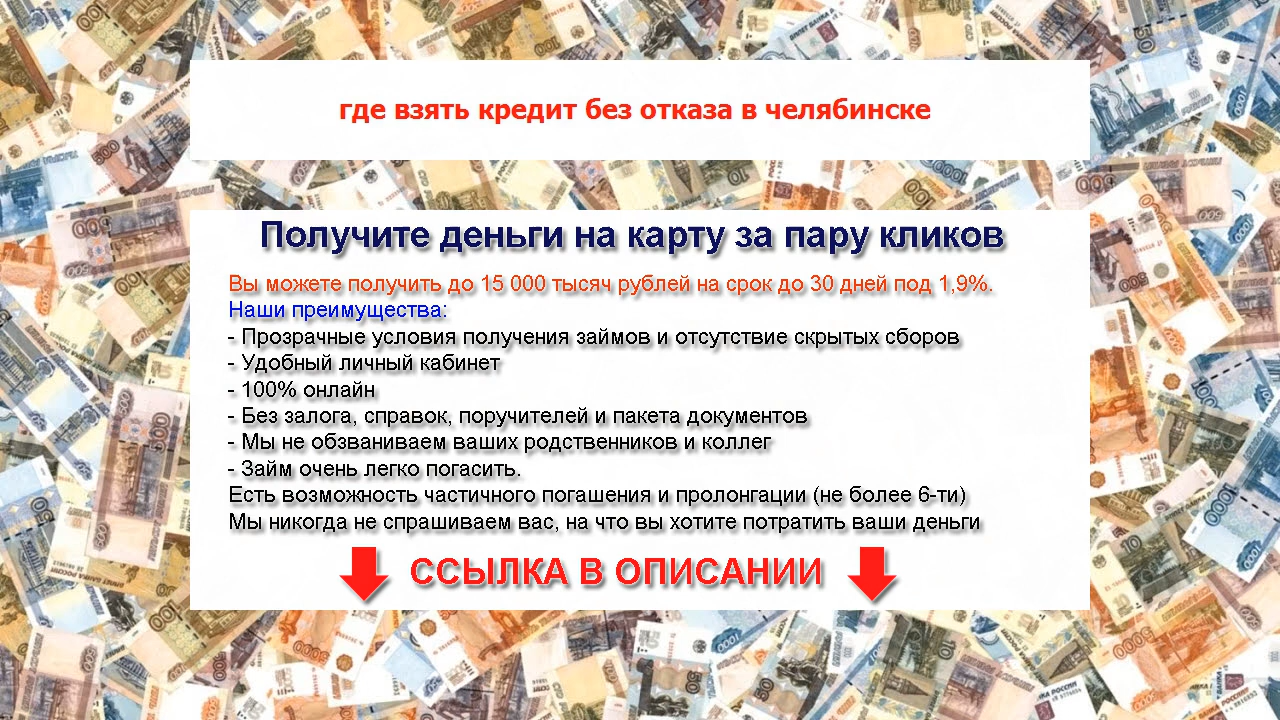 где взять кредит без отказа в челябинске
Получите деньги на карту за пару кликов
Вы можете получить до 15 000 тысяч рублей на срок до 30 дней под 1,9%.
Наши преимущества:
- Прозрачные условия получения займов и отсутствие скрытых сборов
- Удобный личный кабинет
- 100% онлайн
- Без залога, справок, поручителей и пакета документов
- Мы не обзваниваем ваших родственников и коллег
- Займ очень легко погасить.
Есть возможность частичного погашения и пролонгации (не более 6-ти)
Мы никогда не спрашиваем вас, на что вы хотите потратить ваши деньги
ССЫЛКА В ОПИСАНИИ